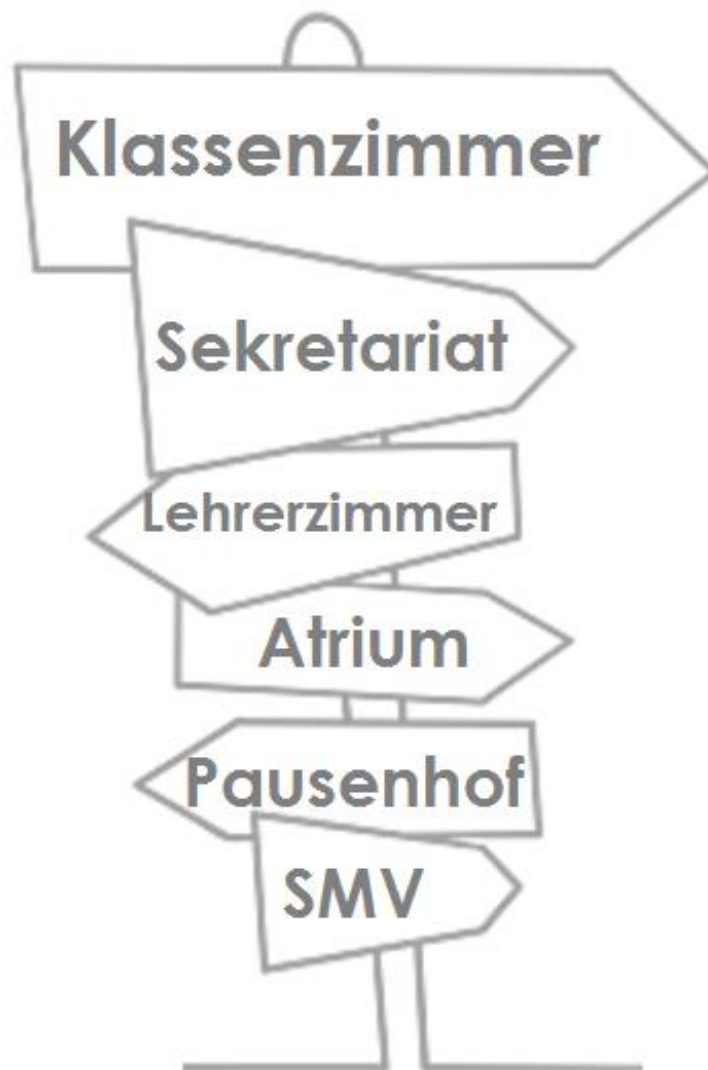 Klassenzimmer
Sekretariat
Lehrerzimmer
Atrium
Pausenhof
SMV